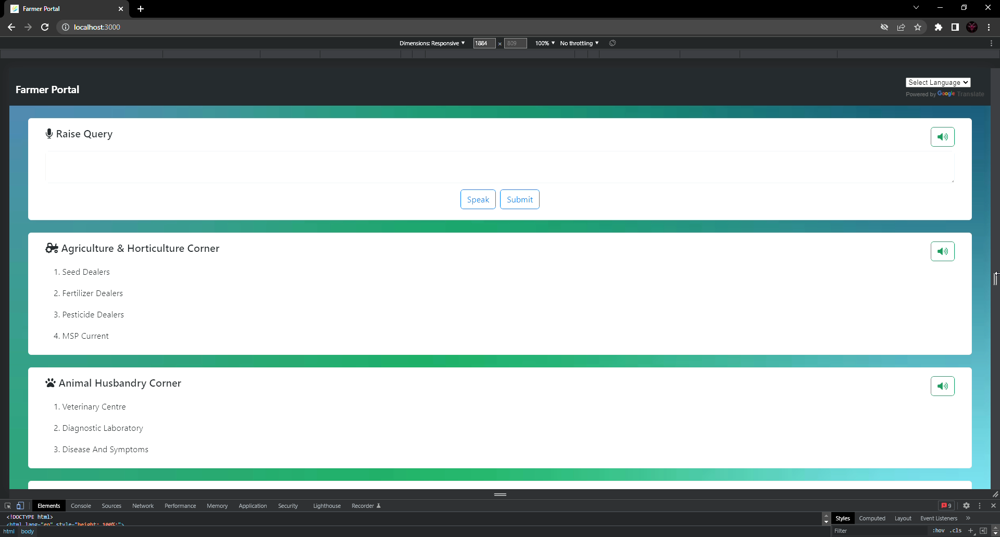 Farmer Portal
localhost:3000
Dimensions: Responsive 1884 × 809 100% No throttling
Farmer Portal
Select Language
Powered by Google Translate
Raise Query
Speak Submit
Agriculture & Horticulture Corner
1. Seed Dealers
2. Fertilizer Dealers
3. Pesticide Dealers
4. MSP Current
Animal Husbandry Corner
1. Veterinary Centre
2. Diagnostic Laboratory
3. Disease And Symptoms
Elements Console Sources Network Performance Memory Application Security Lighthouse Recorder 9
<!DOCTYPE html>
<html lang="en" style="height: 100%;">
Styles Computed Layout Event Listeners »
html body
Filter :hov .cls +